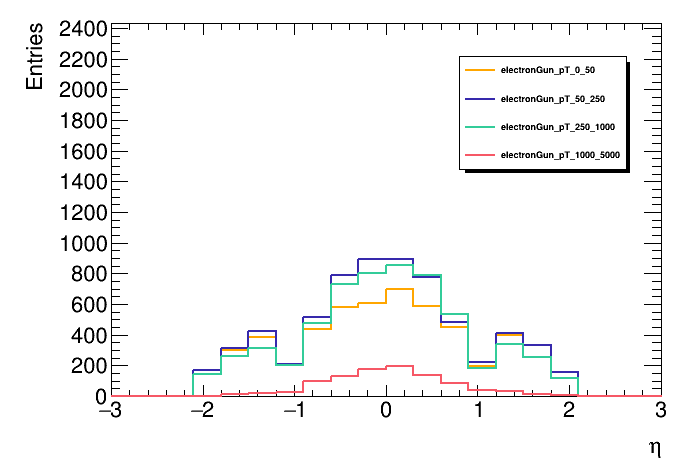 Entries
2400
2200
2000
1800
1600
1400
1200
1000
800
600
400
200
0
electronGun_pT_0_50
electronGun_pT_50_250
electronGun_pT_250_1000
electronGun_pT_1000_5000
−3 −2 −1 0 1 2 3
η